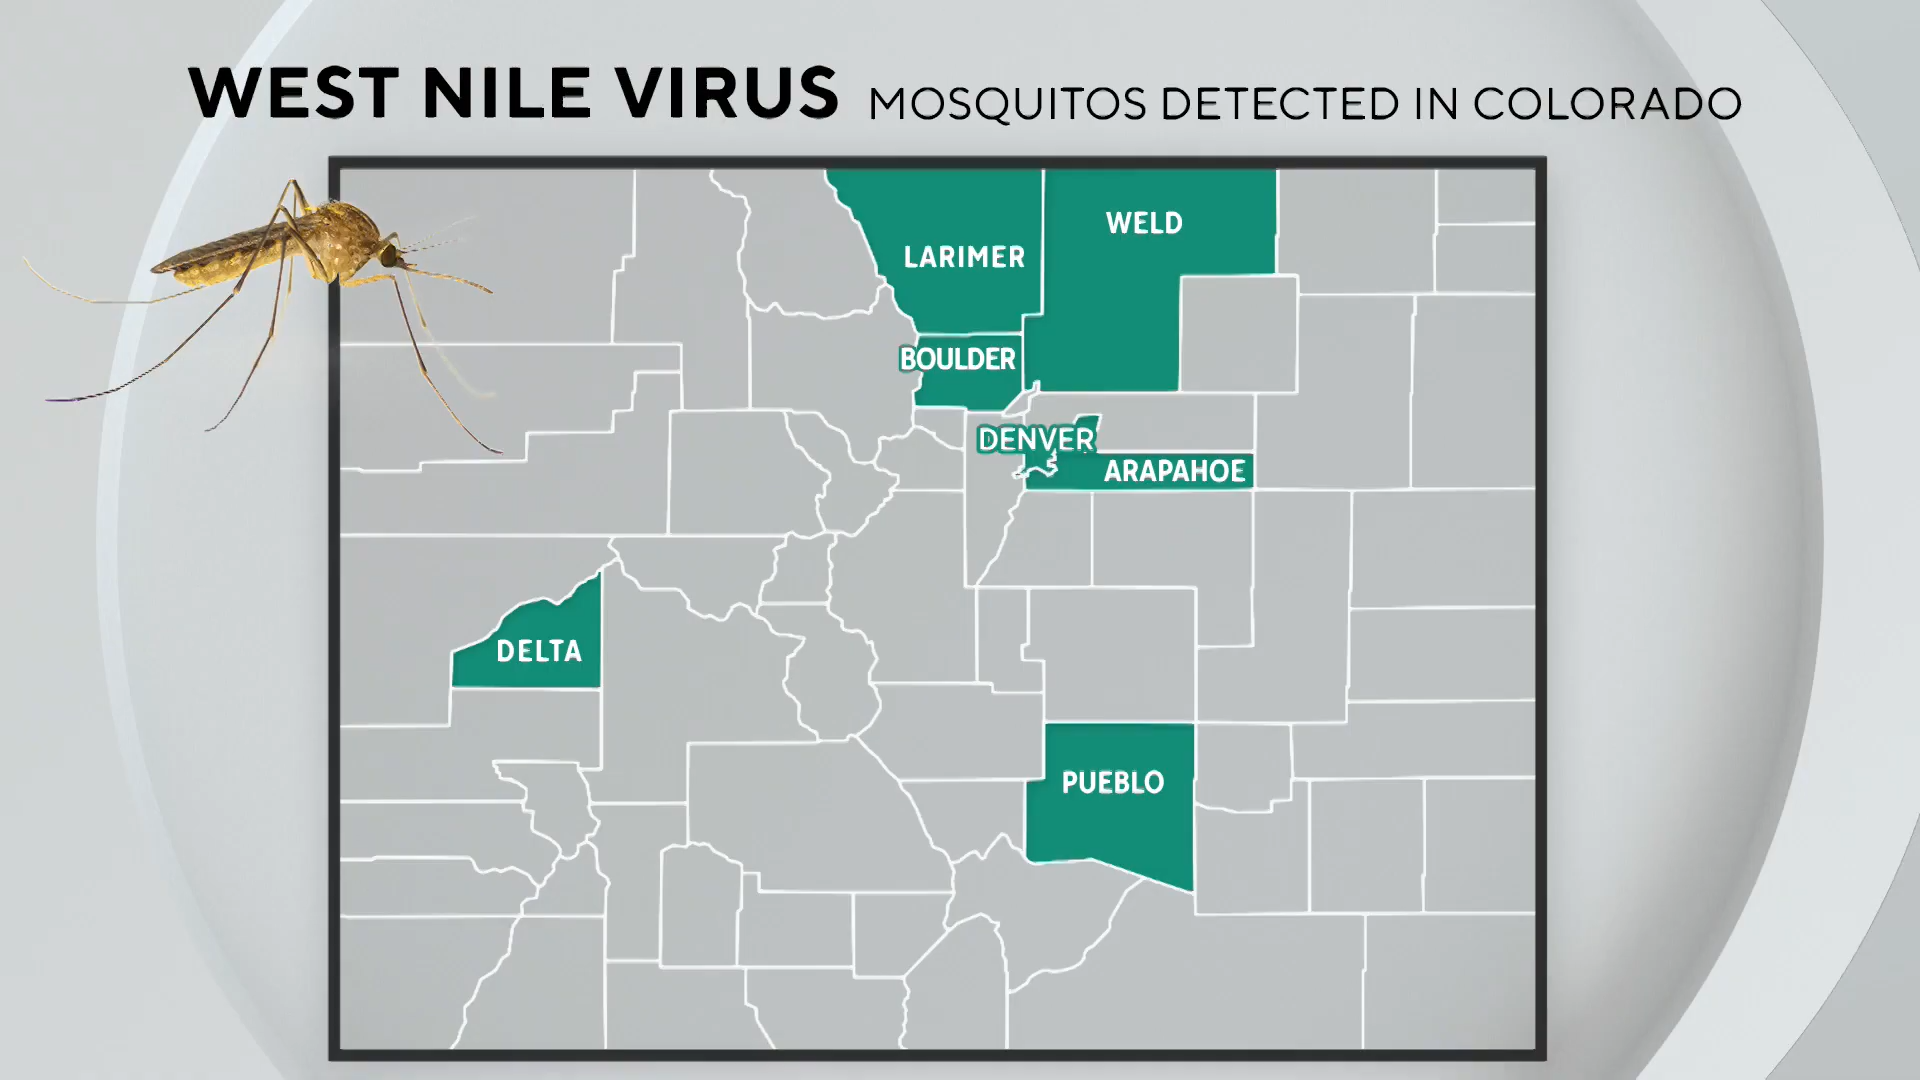 WEST NILE VIRUS MOSQUITOS DETECTED IN COLORADO
WELD
LARIMER
BOULDER
DENVER
ARAPAHOE
DELTA
PUEBLO